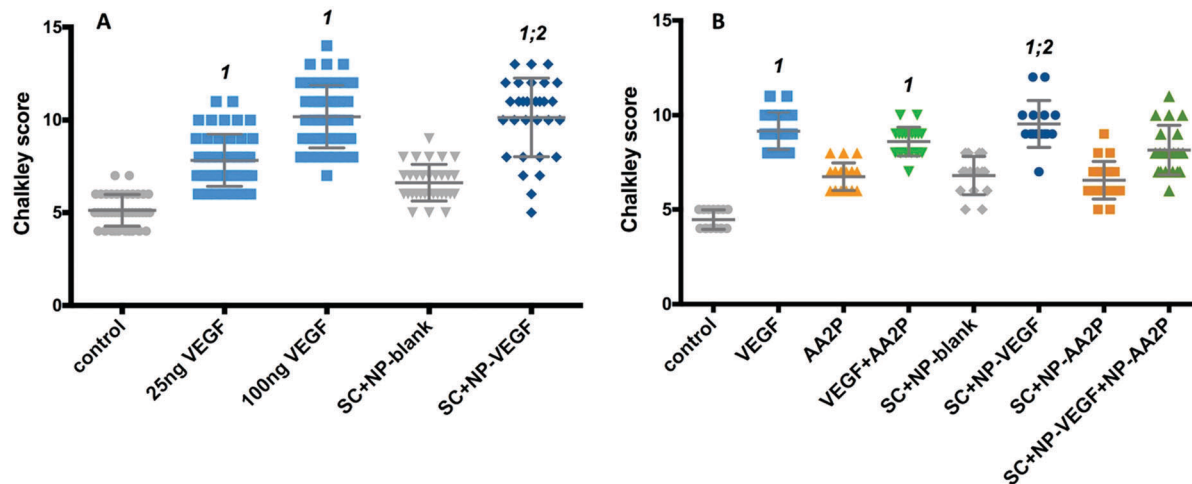 A
Chalkley score
15
10
5
0
1
1
1;2
control
25ng VEGF
100ng VEGF
SC+NP-blank
SC+NP-VEGF
B
Chalkley score
15
10
5
0
1
1
1;2
control
VEGF
AA2P
VEGF+AA2P
SC+NP-blank
SC+NP-VEGF
SC+NP-AA2P
SC+NP-VEGF+NP-AA2P